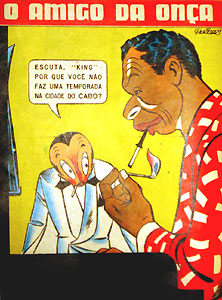 O AMIGO DA ONÇA
ESCUTA, "KING"
POR QUE VOCÊ NÃO
FAZ UMA TEMPORADA
NA CIDADE DO CABO?